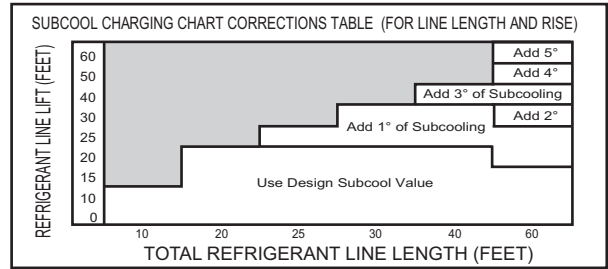 SUBCOOL CHARGING CHART CORRECTIONS TABLE (FOR LINE LENGTH AND RISE)
REFRIGERANT LINE LIFT (FEET)
60
50
40
30
25
20
15
10
0
Add 5°
Add 4°
Add 3° of Subcooling
Add 2°
Add 1° of Subcooling
Use Design Subcool Value
10 20 25 30 40 60
TOTAL REFRIGERANT LINE LENGTH (FEET)